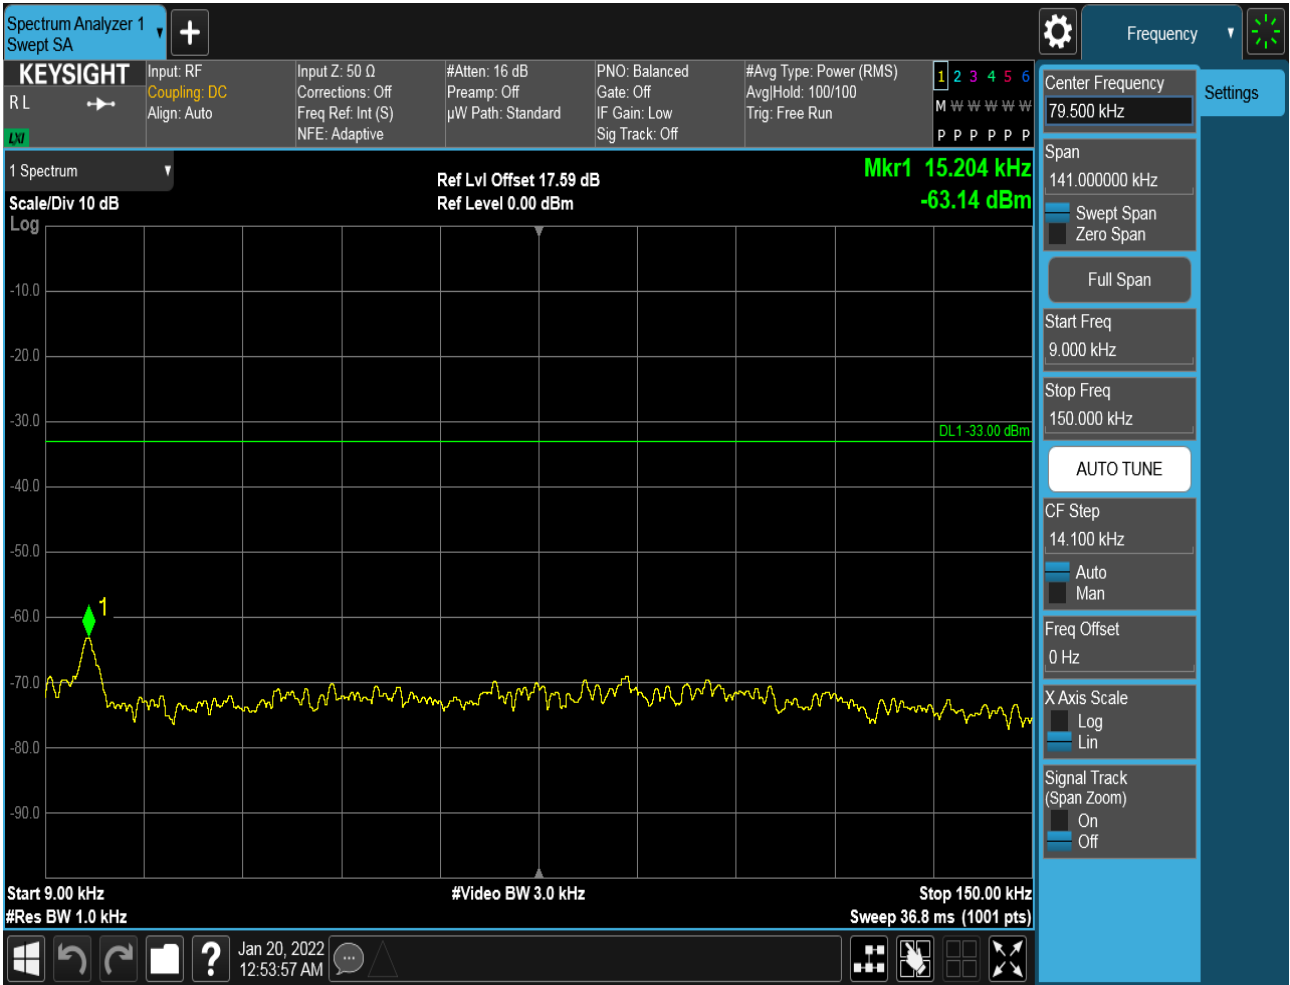 Spectrum Analyzer 1
Swept SA
Frequency
KEYSIGHT
R L
LXI
Input: RF
Coupling: DC
Align: Auto
Input Z: 50 Ω
Corrections: Off
Freq Ref: Int (S)
NFE: Adaptive
#Atten: 16 dB
Preamp: Off
µW Path: Standard
PNO: Balanced
Gate: Off
IF Gain: Low
Sig Track: Off
#Avg Type: Power (RMS)
Avg|Hold: 100/100
Trig: Free Run
1 2 3 4 5 6
M W W W W W
P P P P P P
1 Spectrum
Scale/Div 10 dB
Log
Ref Lvl Offset 17.59 dB
Ref Level 0.00 dBm
Mkr1 15.204 kHz
-63.14 dBm
-10.0
-20.0
-30.0
DL1 -33.00 dBm
-40.0
-50.0
1
-60.0
-70.0
-80.0
-90.0
Start 9.00 kHz
#Res BW 1.0 kHz
#Video BW 3.0 kHz
Stop 150.00 kHz
Sweep 36.8 ms (1001 pts)
Center Frequency
79.500 kHz
Settings
Span
141.000000 kHz
Swept Span
Zero Span
Full Span
Start Freq
9.000 kHz
Stop Freq
150.000 kHz
AUTO TUNE
CF Step
14.100 kHz
Auto
Man
Freq Offset
0 Hz
X Axis Scale
Log
Lin
Signal Track
(Span Zoom)
On
Off
?
Jan 20, 2022
12:53:57 AM